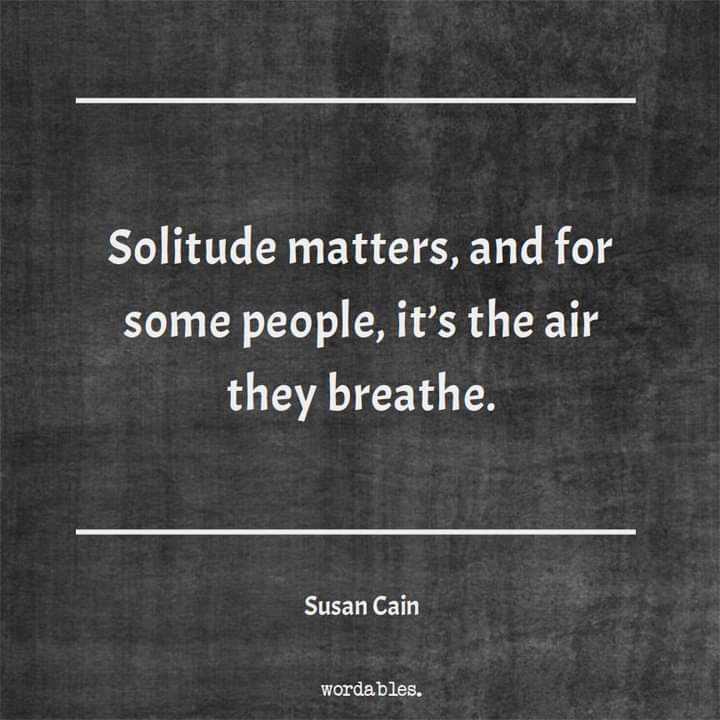 Solitude matters, and for
some people, it’s the air
they breathe.
Susan Cain
wordables.